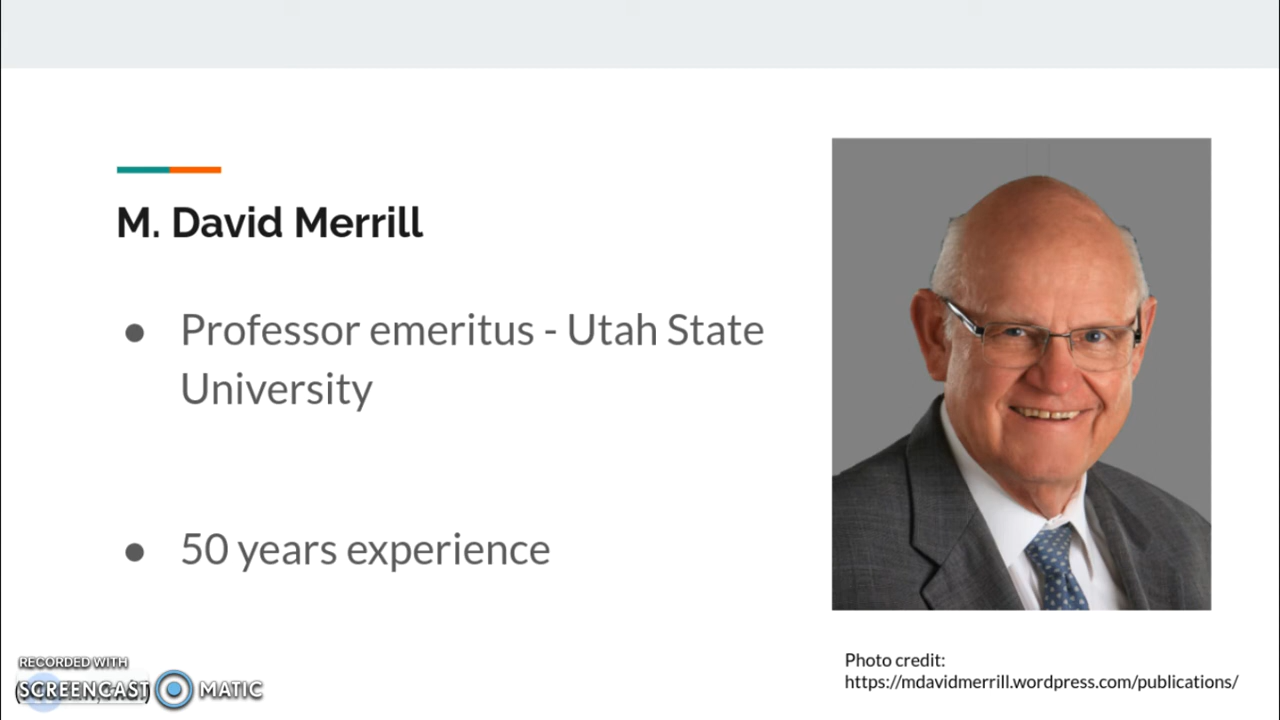 M. David Merrill
● Professor emeritus - Utah State
University
● 50 years experience
Photo credit:
https://mdavidmerrill.wordpress.com/publications/
RECORDED WITH
SCREENCAST MATIC